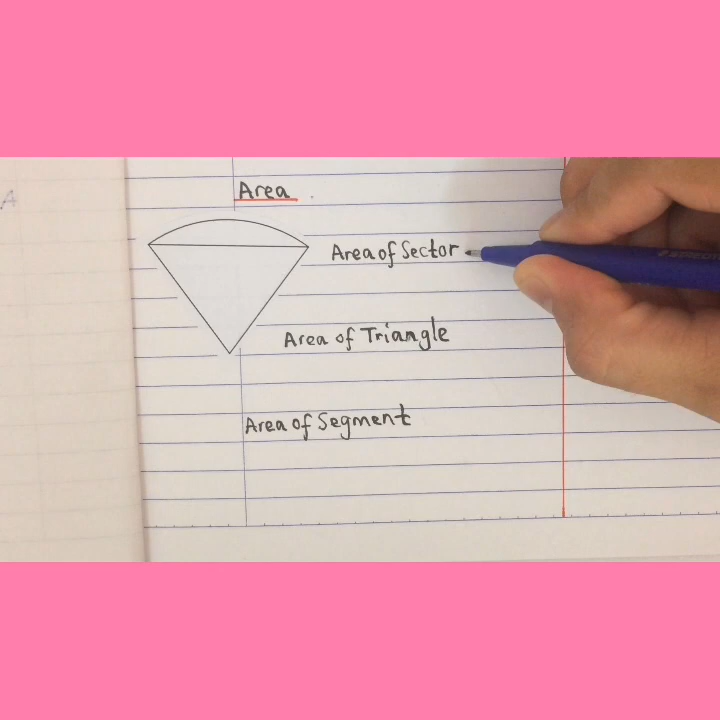 Area
Area of Sector
Area of Triangle
Area of Segment
A